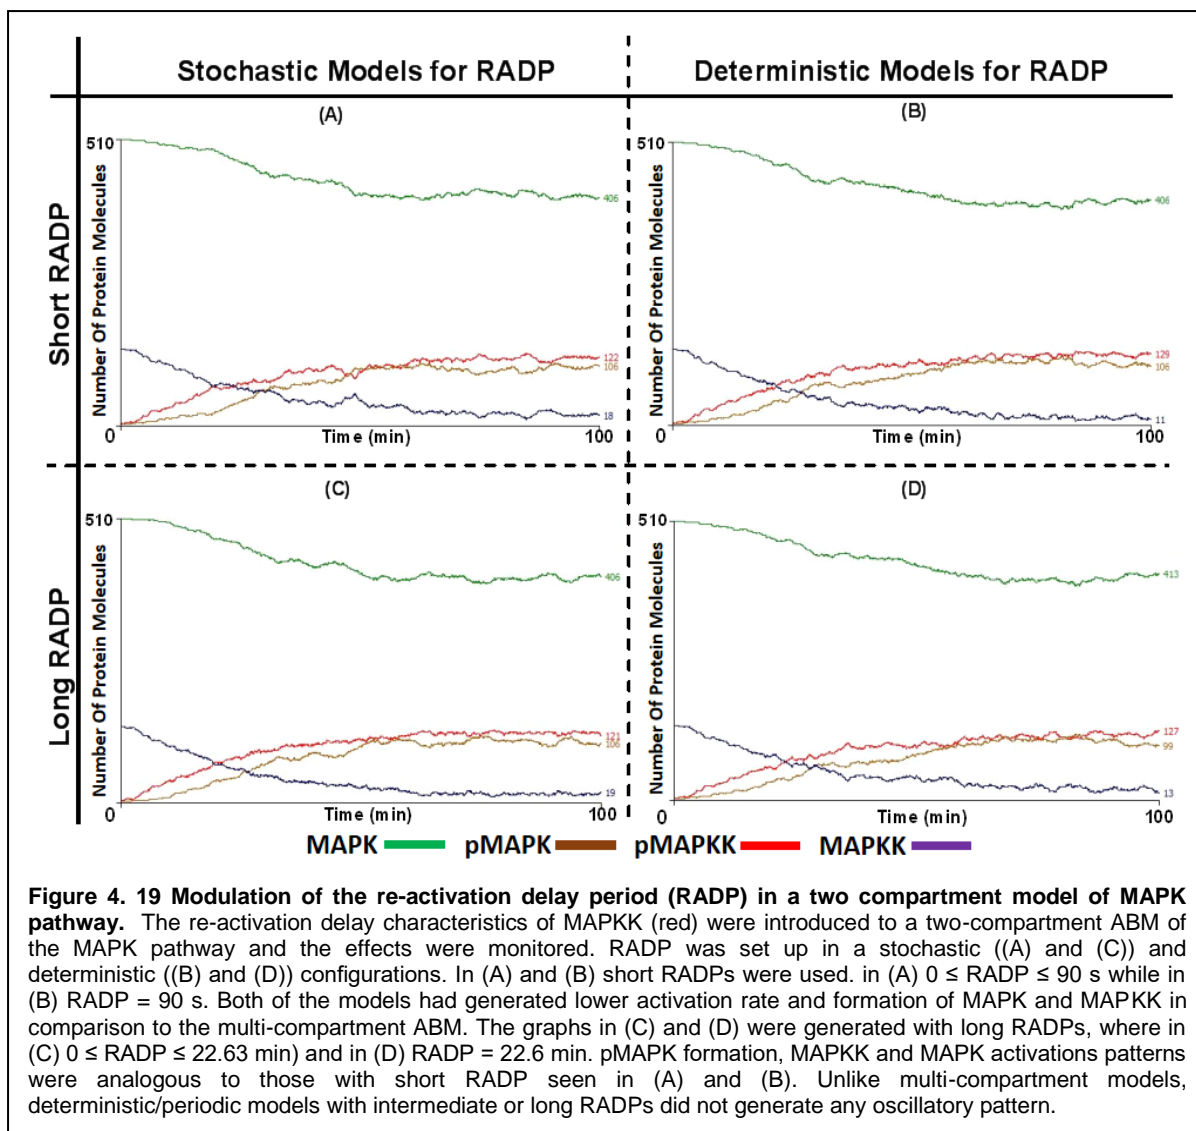 Stochastic Models for RADP
Deterministic Models for RADP
Short RADP
(A)
510
Number Of Protein Molecules
406
122
106
18
0
Time (min)
100
(B)
510
Number Of Protein Molecules
406
129
106
11
0
Time (min)
100
Long RADP
(C)
510
Number Of Protein Molecules
406
121
106
19
0
Time (min)
100
(D)
510
Number Of Protein Molecules
413
127
99
13
0
Time (min)
100
MAPK pMAPK pMAPKK MAPKK
Figure 4. 19 Modulation of the re-activation delay period (RADP) in a two compartment model of MAPK
pathway. The re-activation delay characteristics of MAPKK (red) were introduced to a two-compartment ABM of
the MAPK pathway and the effects were monitored. RADP was set up in a stochastic ((A) and (C)) and
deterministic ((B) and (D)) configurations. In (A) and (B) short RADPs were used. in (A) 0 ≤ RADP ≤ 90 s while in
(B) RADP = 90 s. Both of the models had generated lower activation rate and formation of MAPK and MAPKK in
comparison to the multi-compartment ABM. The graphs in (C) and (D) were generated with long RADPs, where in
(C) 0 ≤ RADP ≤ 22.63 min) and in (D) RADP = 22.6 min. pMAPK formation, MAPKK and MAPK activations patterns
were analogous to those with short RADP seen in (A) and (B). Unlike multi-compartment models,
deterministic/periodic models with intermediate or long RADPs did not generate any oscillatory pattern.